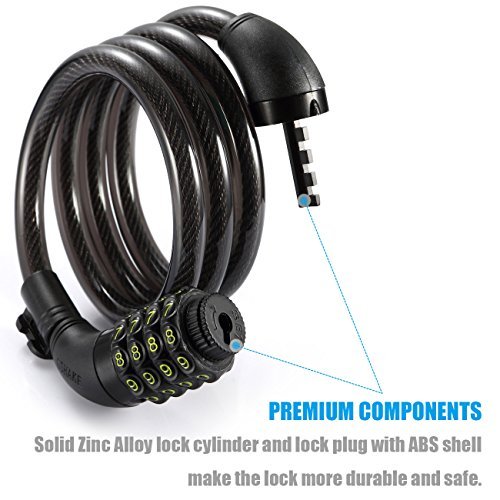 PREMIUM COMPONENTS
Solid Zinc Alloy lock cylinder and lock plug with ABS shell
make the lock more durable and safe.